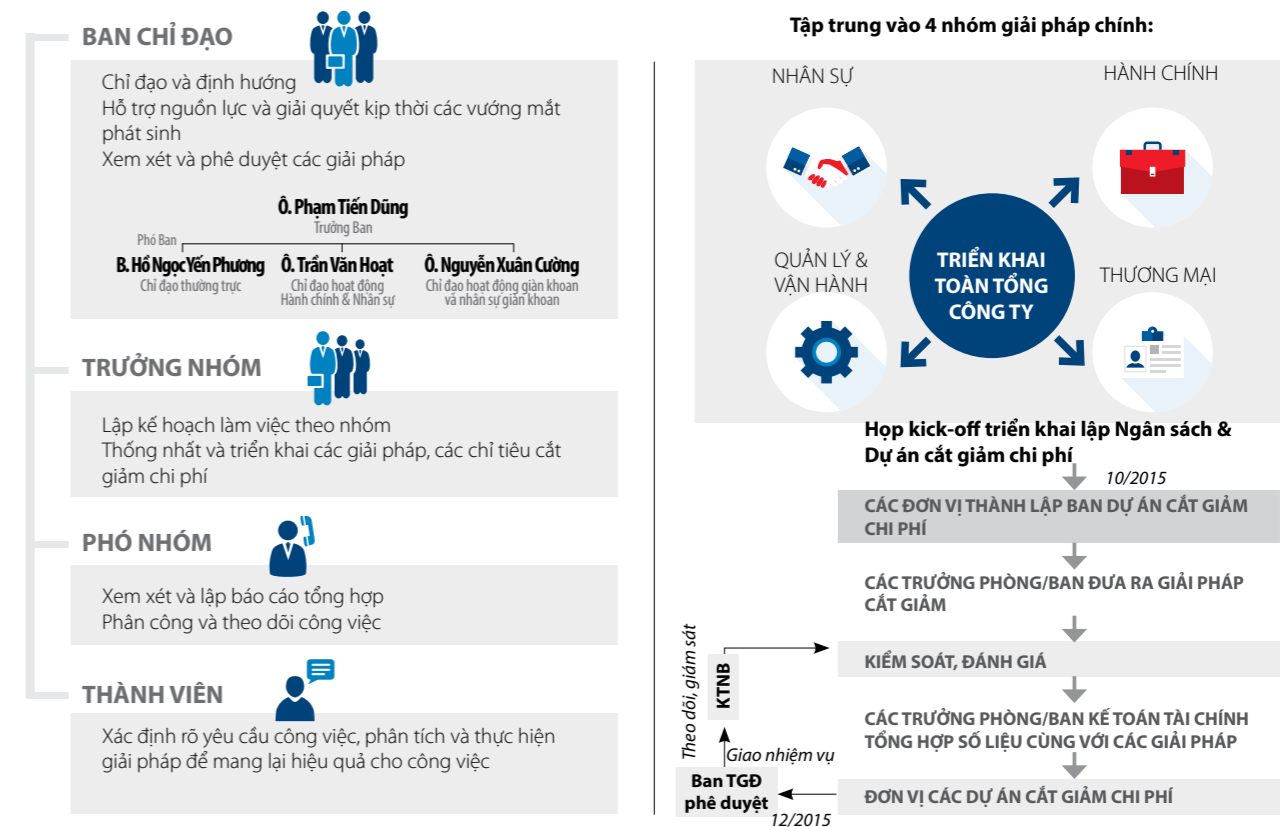 BAN CHỈ ĐẠO
Chỉ đạo và định hướng
Hỗ trợ nguồn lực và giải quyết kịp thời các vướng mắt
phát sinh
Xem xét và phê duyệt các giải pháp
Ô. Phạm Tiến Dũng
Trưởng Ban
Phó Ban
B. Hồ Ngọc Yến Phương
Chỉ đạo thường trực
Ô. Trần Văn Hoạt
Chỉ đạo hoạt động
Hành chính & Nhân sự
Ô. Nguyễn Xuân Cường
Chỉ đạo hoạt động giàn khoan
và nhân sự giàn khoan
TRƯỞNG NHÓM
Lập kế hoạch làm việc theo nhóm
Thống nhất và triển khai các giải pháp, các chỉ tiêu cắt
giảm chi phí
PHÓ NHÓM
Xem xét và lập báo cáo tổng hợp
Phân công và theo dõi công việc
THÀNH VIÊN
Xác định rõ yêu cầu công việc, phân tích và thực hiện
giải pháp để mang lại hiệu quả cho công việc
Tập trung vào 4 nhóm giải pháp chính:
NHÂN SỰ
HÀNH CHÍNH
QUẢN LÝ &
VẬN HÀNH
TRIỂN KHAI
TOÀN TỔNG
CÔNG TY
THƯƠNG MẠI
Họp kick-off triển khai lập Ngân sách &
Dự án cắt giảm chi phí
10/2015
CÁC ĐƠN VỊ THÀNH LẬP BAN DỰ ÁN CẮT GIẢM
CHI PHÍ
CÁC TRƯỞNG PHÒNG/BAN ĐƯA RA GIẢI PHÁP
CẮT GIẢM
KIỂM SOÁT, ĐÁNH GIÁ
CÁC TRƯỞNG PHÒNG/BAN KẾ TOÁN TÀI CHÍNH
TỔNG HỢP SỐ LIỆU CÙNG VỚI CÁC GIẢI PHÁP
ĐƠN VỊ CÁC DỰ ÁN CẮT GIẢM CHI PHÍ
12/2015
Ban TGĐ
phê duyệt
Giao nhiệm vụ
KTNB
Theo dõi, giám sát